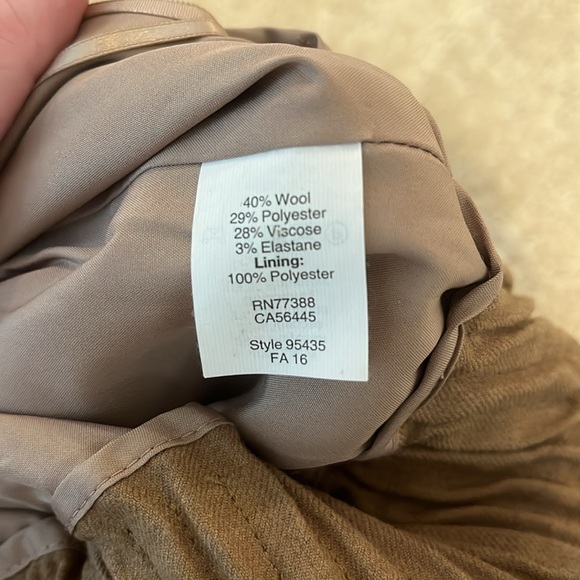 40% Wool
29% Polyester
28% Viscose
3% Elastane
Lining:
100% Polyester
RN77388
CA56445
Style 95435
FA 16